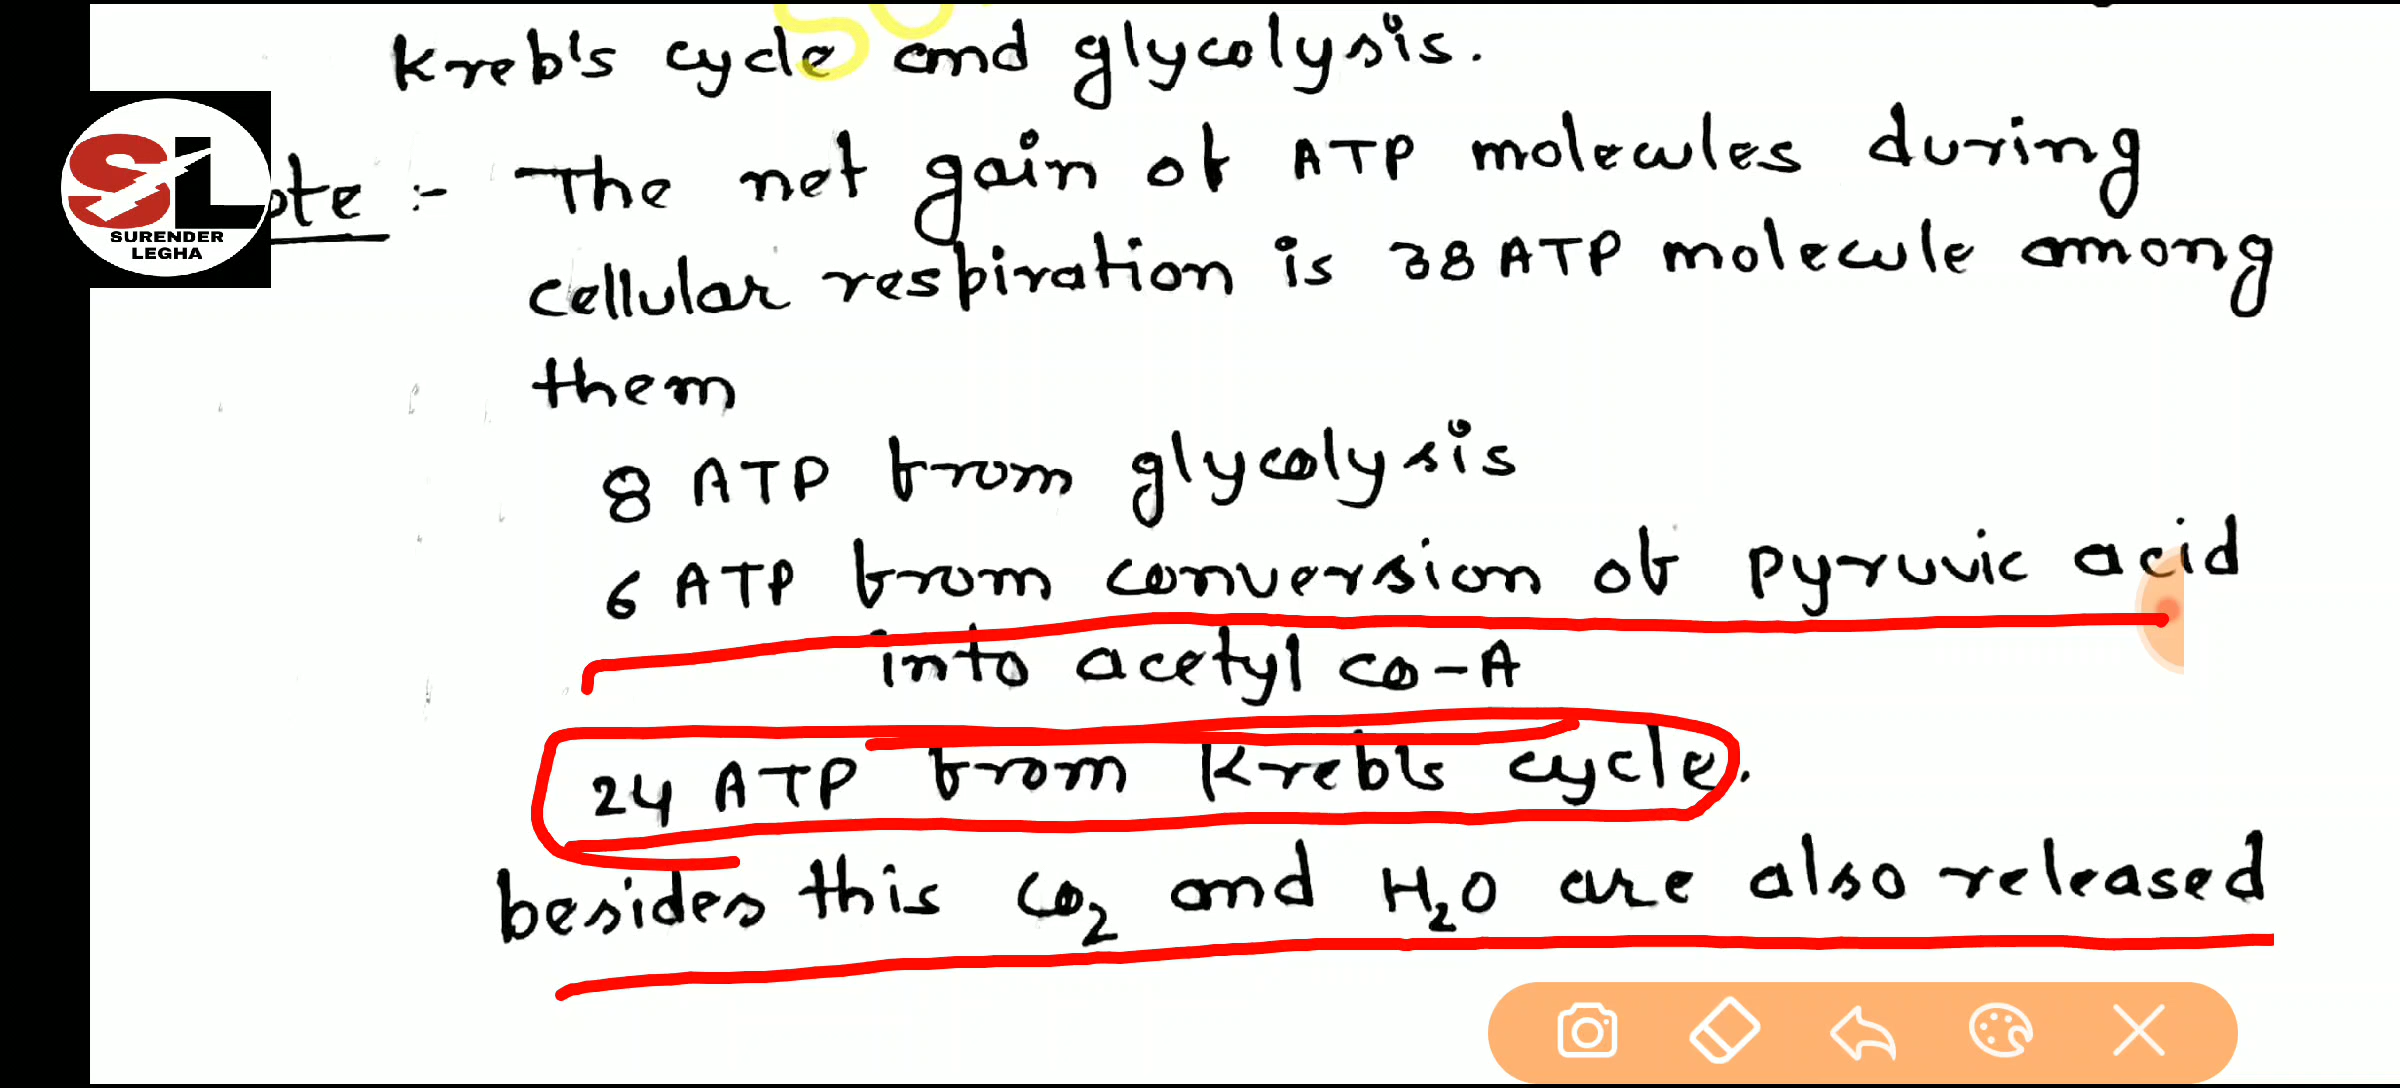 Kreb's cycle and glycolysis.
SL
SURENDER
LEGHA
ote :- The net gain of ATP molecules during
cellular respiration is 38 ATP molecule among
them
8 ATP from glycolysis
6 ATP from conversion of pyruvic acid
into acetyl co-A
24 ATP from Kreb's cycle.
besides this CO₂ and H₂O are also released